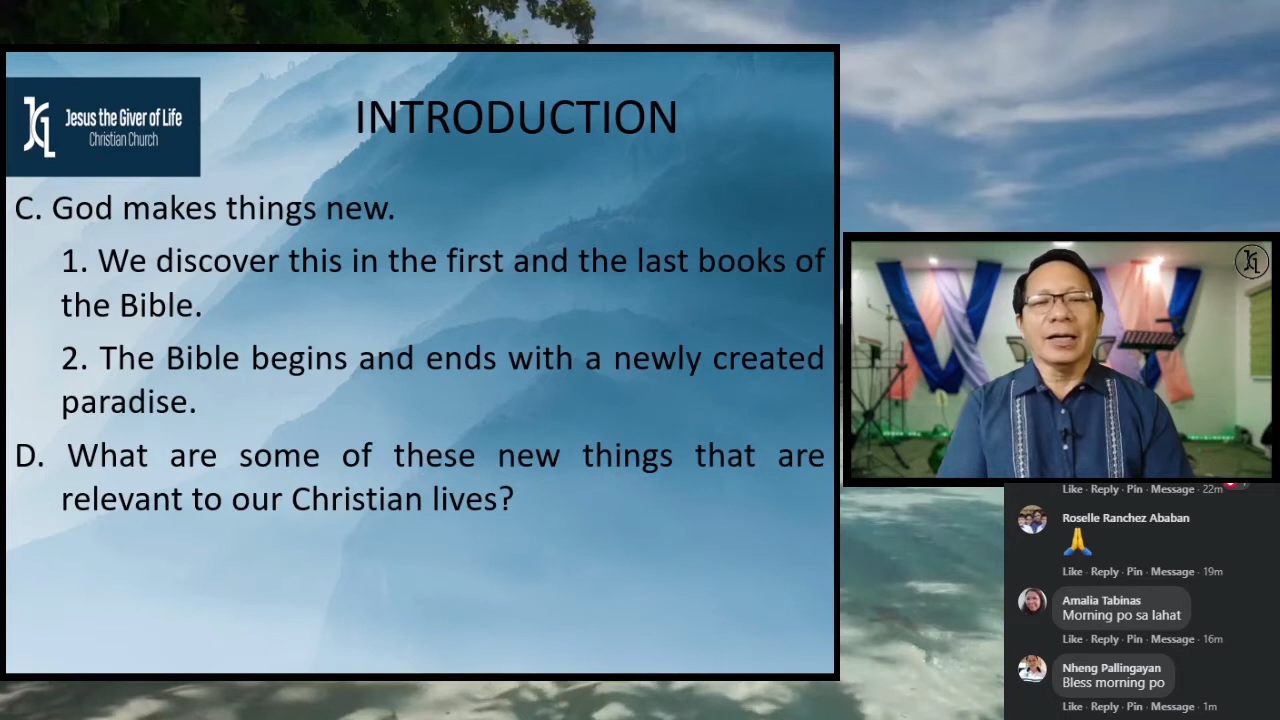 Jesus the Giver of Life
Christian Church
INTRODUCTION
C. God makes things new.
1. We discover this in the first and the last books of
the Bible.
2. The Bible begins and ends with a newly created
paradise.
D. What are some of these new things that are
relevant to our Christian lives?
Like · Reply · Pin · Message · 22m
Roselle Ranchez Ababan
🙏
Like · Reply · Pin · Message · 19m
Amalia Tabinas
Morning po sa lahat
Like · Reply · Pin · Message · 16m
Nheng Pallingayan
Bless morning po
Like · Reply · Pin · Message · 1m